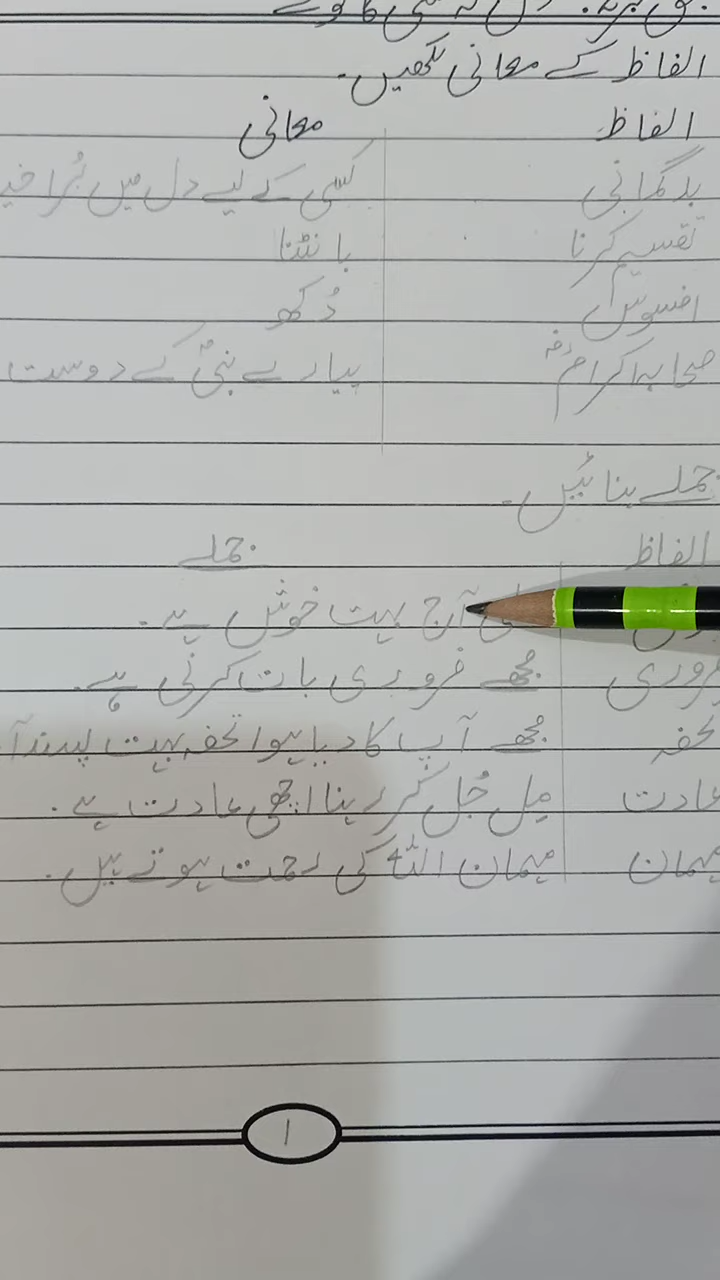 الفاظ کے معانی لکھیں۔
الفاظ معانی
بدگمانی کسی کے لیے دل میں بُرا
تقسیم کرنا بانٹنا
افسوس دُکھ
صحابہ اکرامؓ پیارے نبیؐ کے دوست
جملے بنائیں۔
الفاظ جملے
آج بہت خوش ہے۔
ضروری مجھے ضروری بات کرنی ہے۔
تحفہ مجھے آپ کا دیا ہوا تحفہ بہت پسند آ
عادت مِل جُل کر رہنا اچھی عادت ہے۔
مہمان مہمان اللہ کی رحمت ہوتے ہیں۔
۱